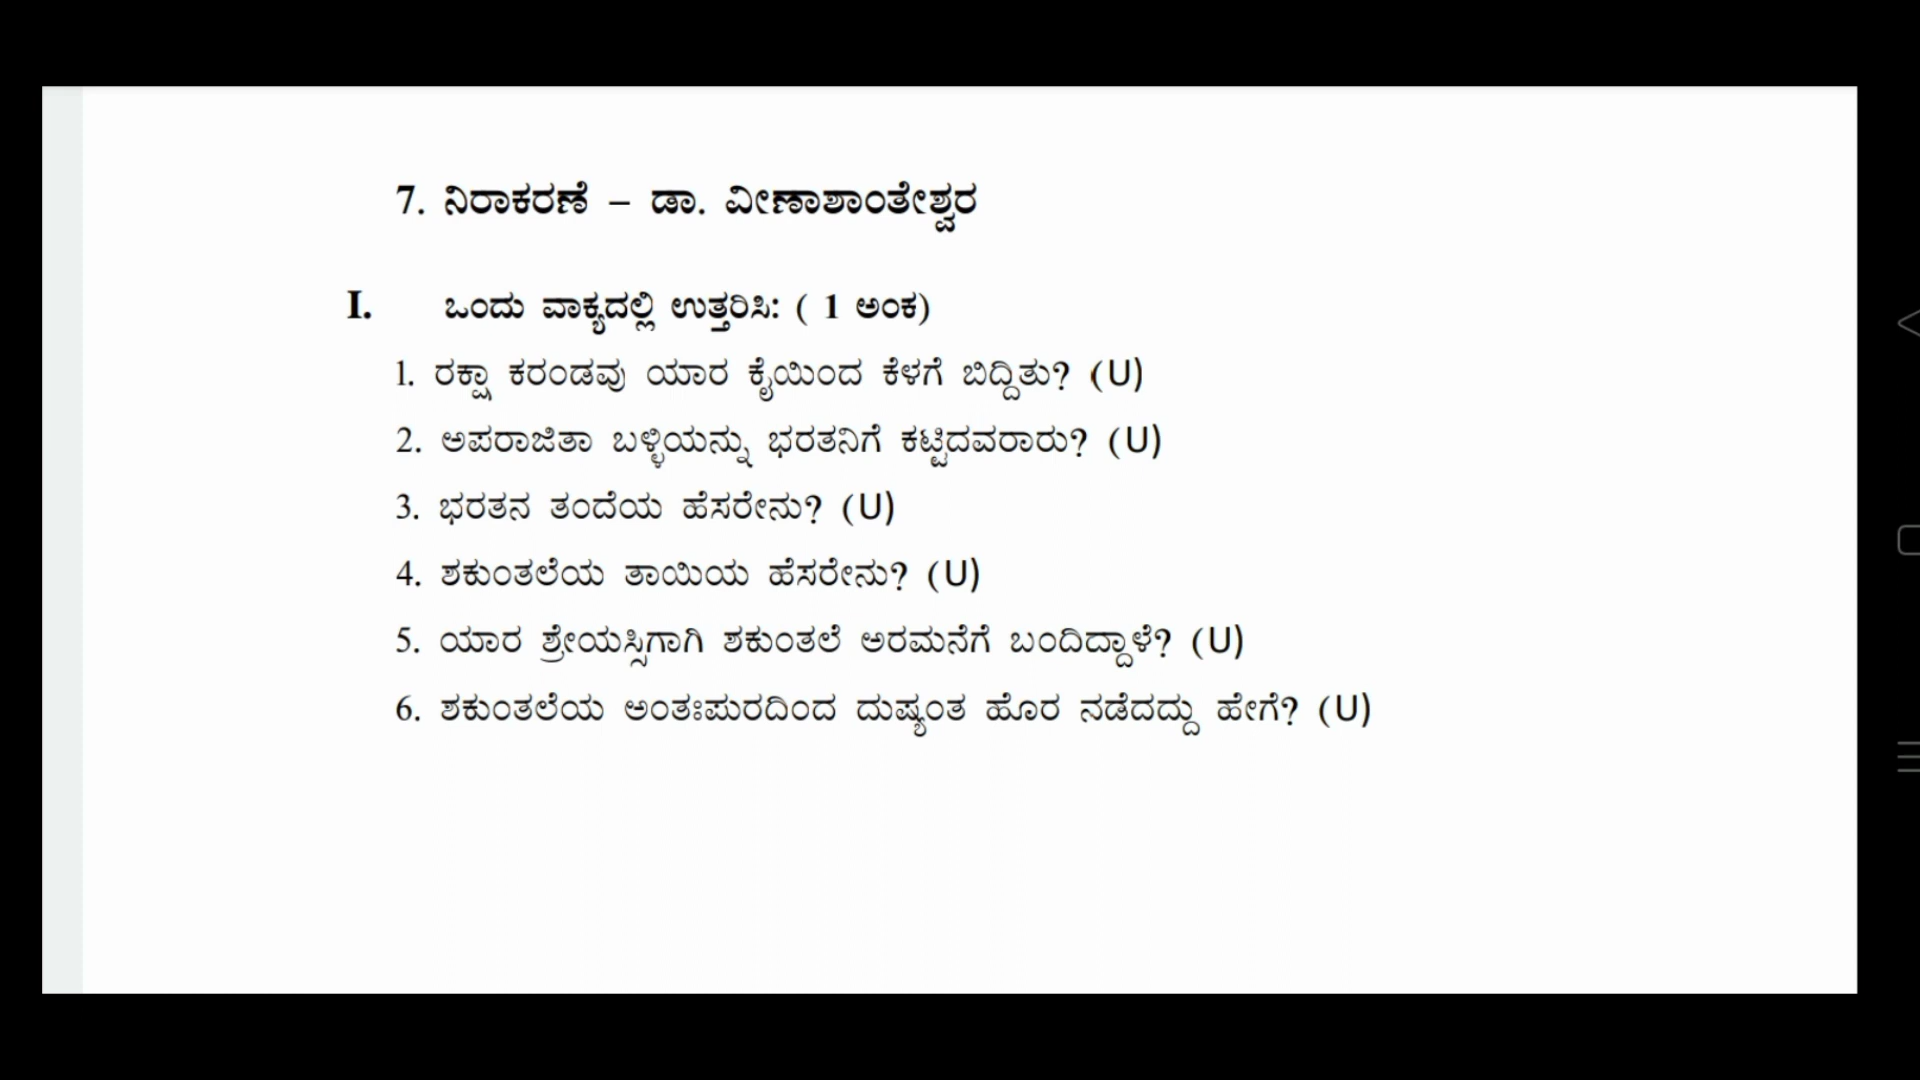 7. ನಿರಾಕರಣೆ – ಡಾ. ವೀಣಾಶಾಂತೇಶ್ವರ
I. ಒಂದು ವಾಕ್ಯದಲ್ಲಿ ಉತ್ತರಿಸಿ: ( 1 ಅಂಕ)
1. ರಕ್ಷಾ ಕರಂಡವು ಯಾರ ಕೈಯಿಂದ ಕೆಳಗೆ ಬಿದ್ದಿತು? (U)
2. ಅಪರಾಜಿತಾ ಬಳ್ಳಿಯನ್ನು ಭರತನಿಗೆ ಕಟ್ಟಿದವರಾರು? (U)
3. ಭರತನ ತಂದೆಯ ಹೆಸರೇನು? (U)
4. ಶಕುಂತಲೆಯ ತಾಯಿಯ ಹೆಸರೇನು? (U)
5. ಯಾರ ಶ್ರೇಯಸ್ಸಿಗಾಗಿ ಶಕುಂತಲೆ ಅರಮನೆಗೆ ಬಂದಿದ್ದಾಳೆ? (U)
6. ಶಕುಂತಲೆಯ ಅಂತಃಪುರದಿಂದ ದುಷ್ಯಂತ ಹೊರ ನಡೆದದ್ದು ಹೇಗೆ? (U)